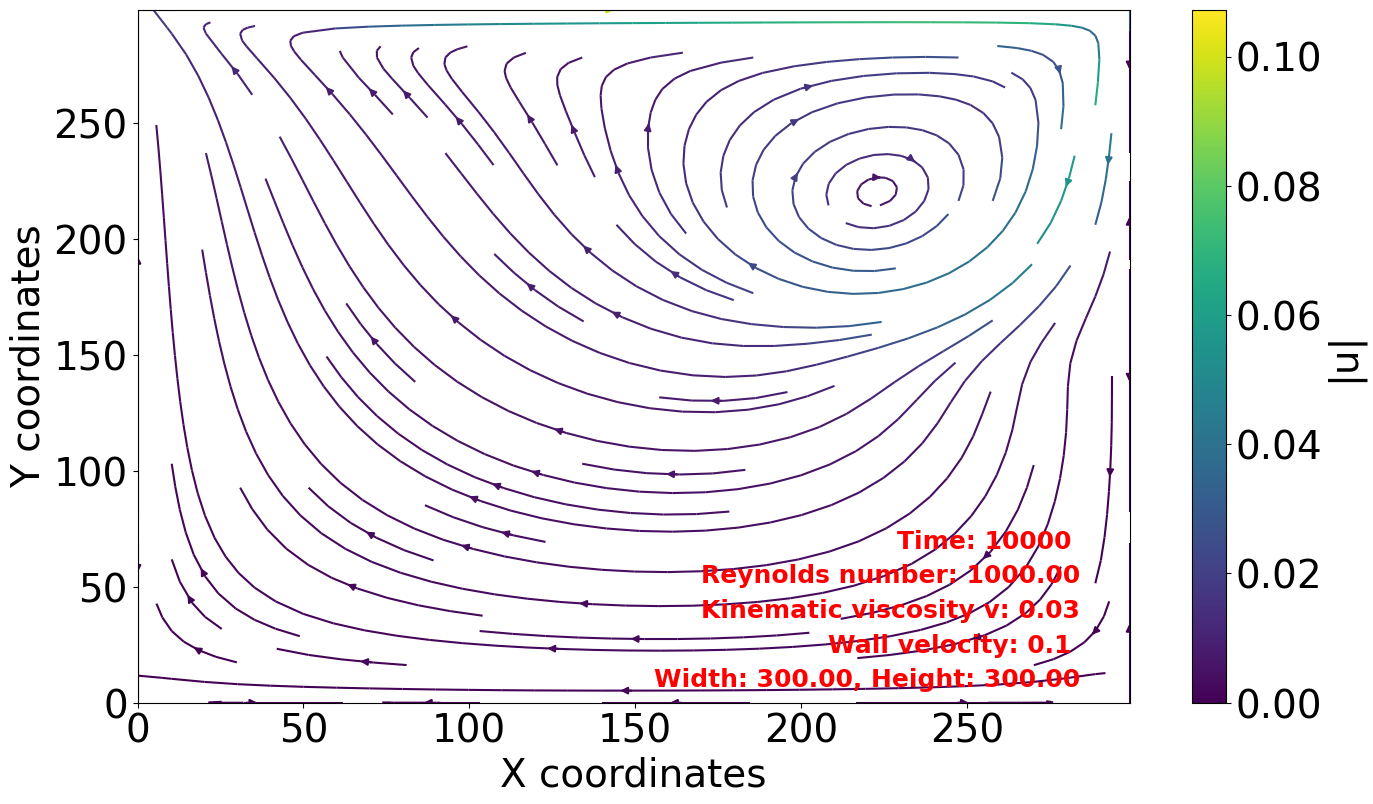 0.10
0.08
0.06
0.04
0.02
0.00
|u|
250
200
150
100
50
0
Y coordinates
Time: 10000
Reynolds number: 1000.00
Kinematic viscosity v: 0.03
Wall velocity: 0.1
Width: 300.00, Height: 300.00
0 50 100 150 200 250
X coordinates